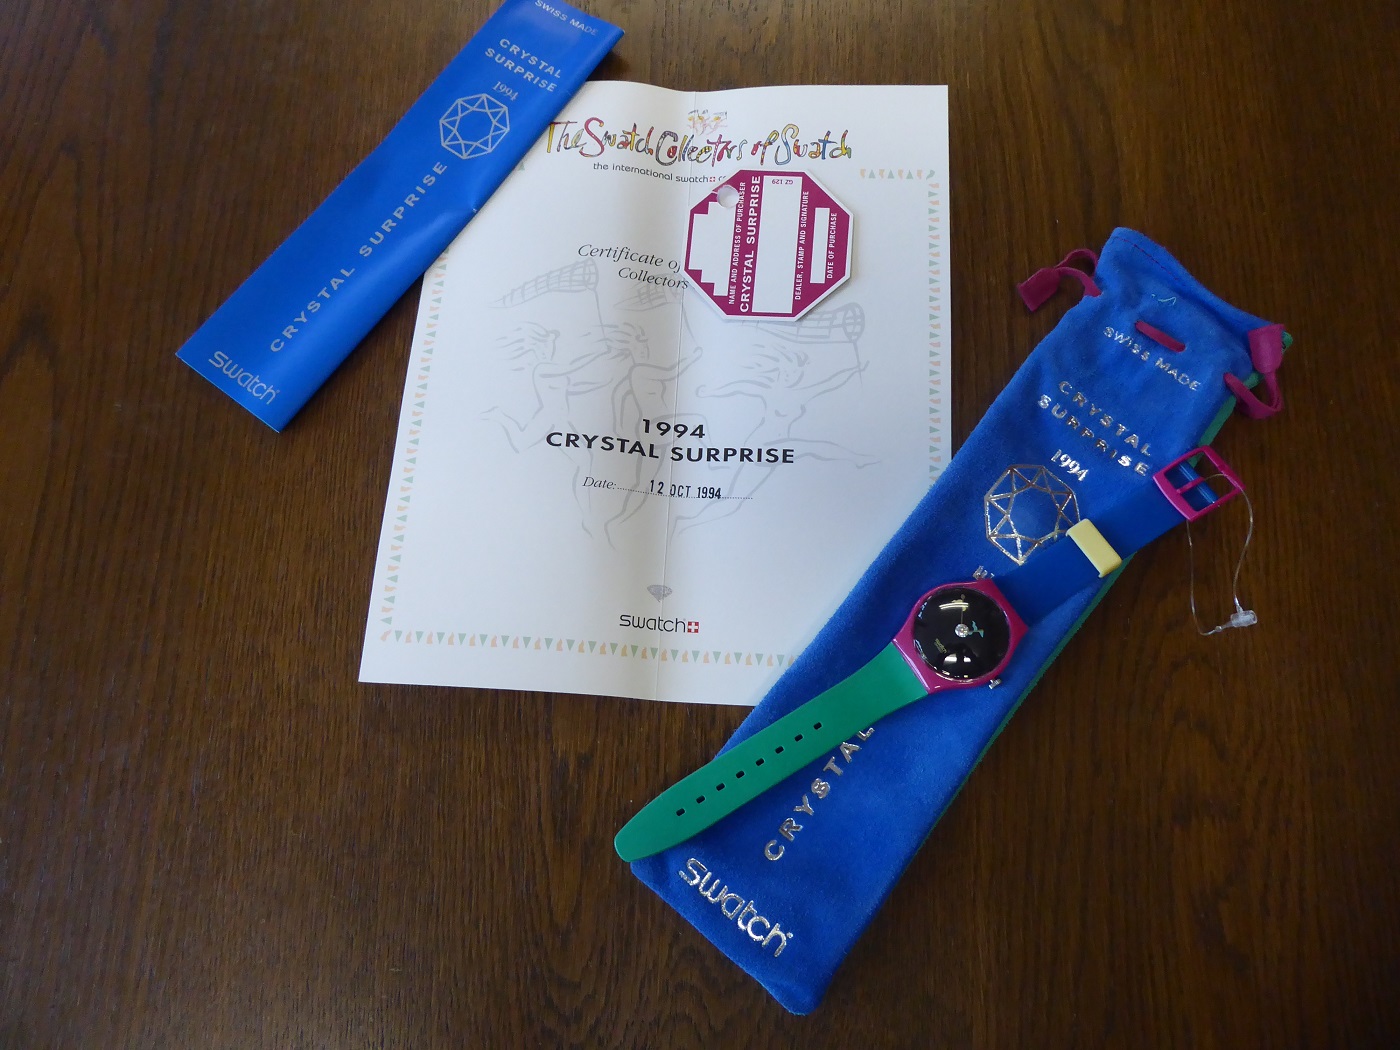 SWISS MADE
CRYSTAL
SURPRISE
1994
CRYSTAL SURPRISE
swatch
The Swatch Collectors of Swatch
the international swatch
Certificate of
Collectors
1994
CRYSTAL SURPRISE
Date: 12 OCT 1994
swatch
NAME AND ADDRESS OF PURCHASER
CRYSTAL SURPRISE
DEALER, STAMP AND SIGNATURE
DATE OF PURCHASE
GZ 129
SWISS MADE
CRYSTAL
SURPRISE
1994
CRYSTAL
swatch